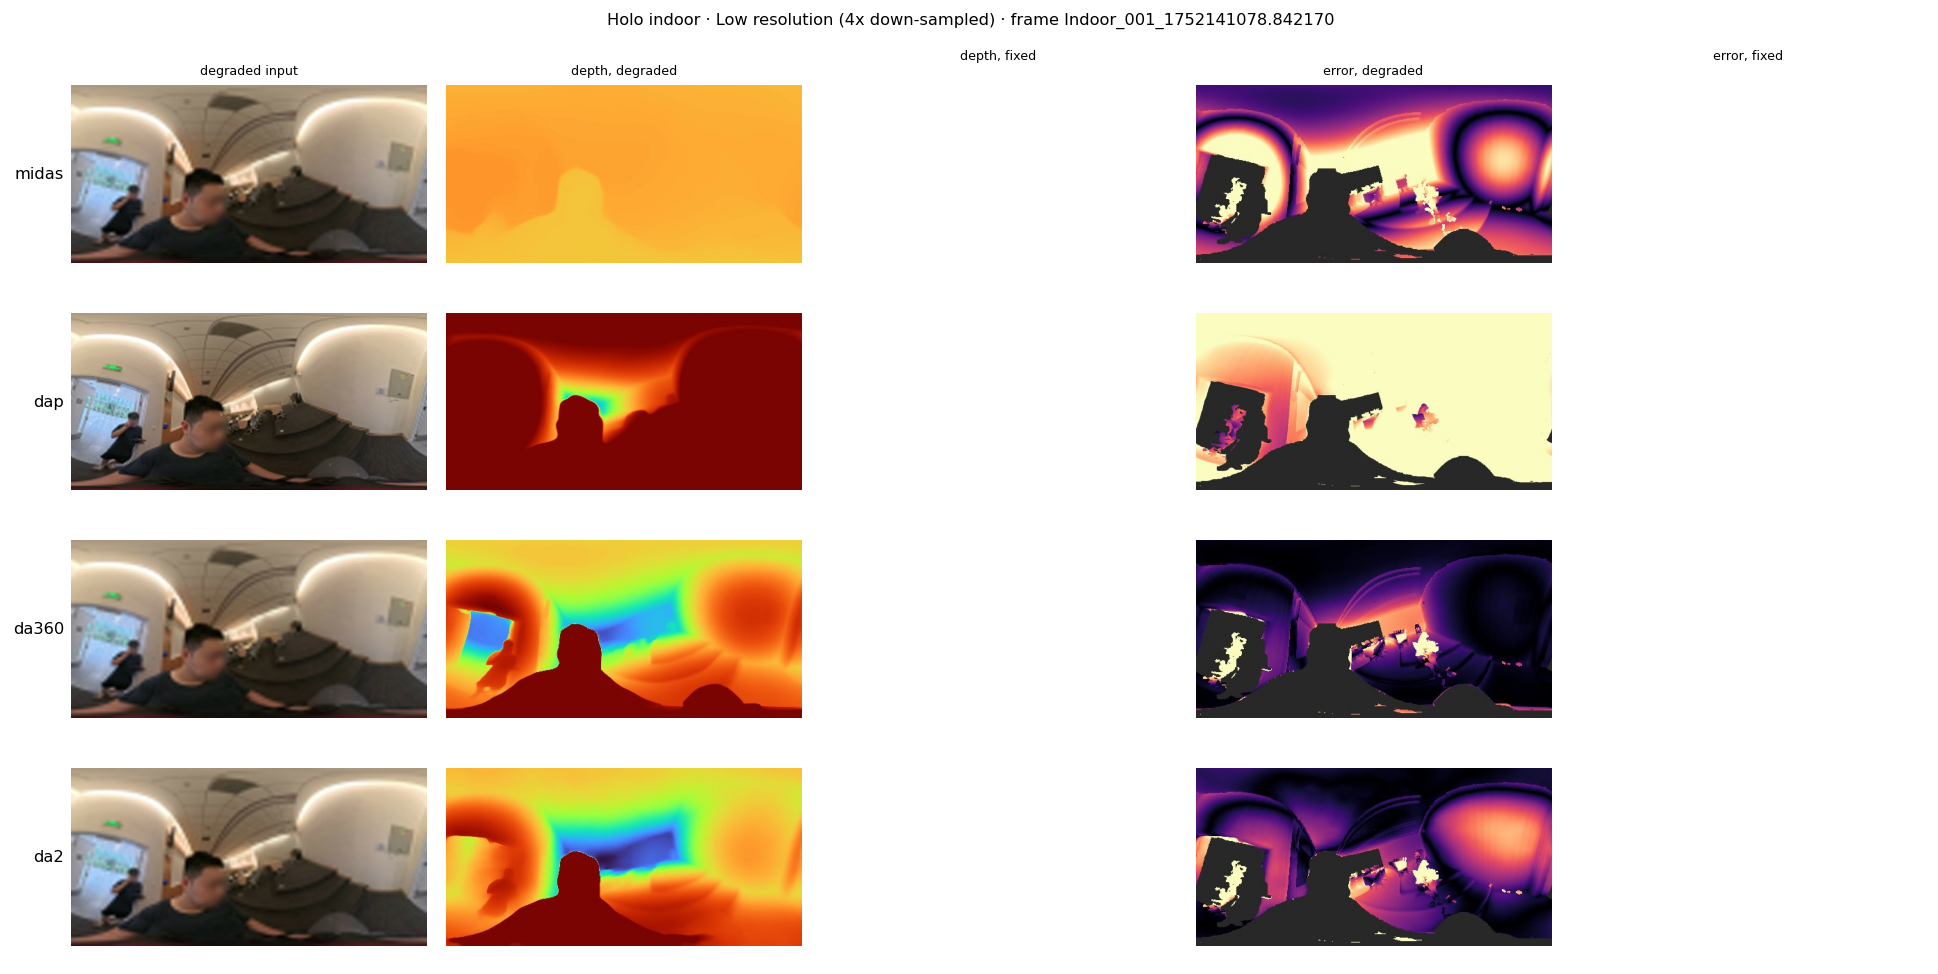 Holo indoor · Low resolution (4x down-sampled) · frame Indoor_001_1752141078.842170
degraded input
depth, degraded
depth, fixed
error, degraded
error, fixed
midas
dap
da360
da2